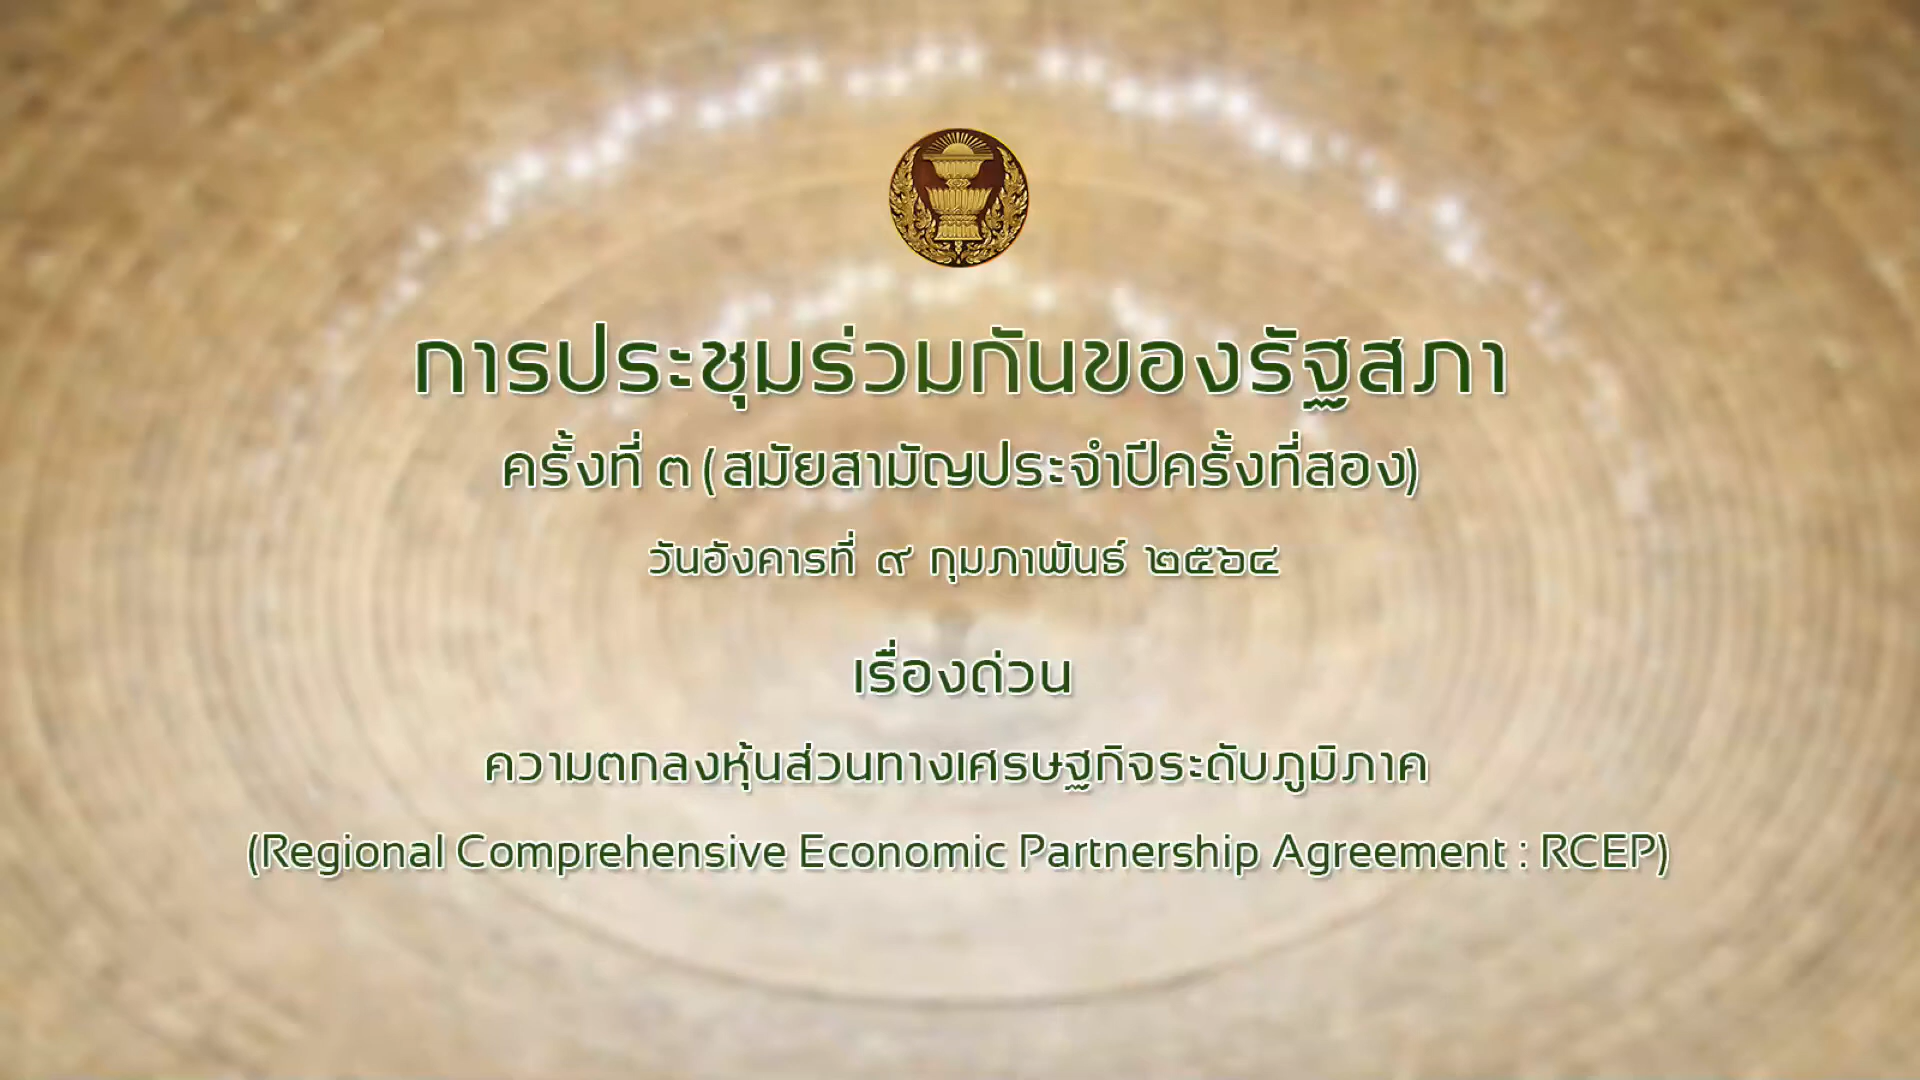 การประชุมร่วมกันของรัฐสภา
ครั้งที่ ๓ (สมัยสามัญประจำปีครั้งที่สอง)
วันอังคารที่ ๙ กุมภาพันธ์ ๒๕๖๔
เรื่องด่วน
ความตกลงหุ้นส่วนทางเศรษฐกิจระดับภูมิภาค
(Regional Comprehensive Economic Partnership Agreement : RCEP)